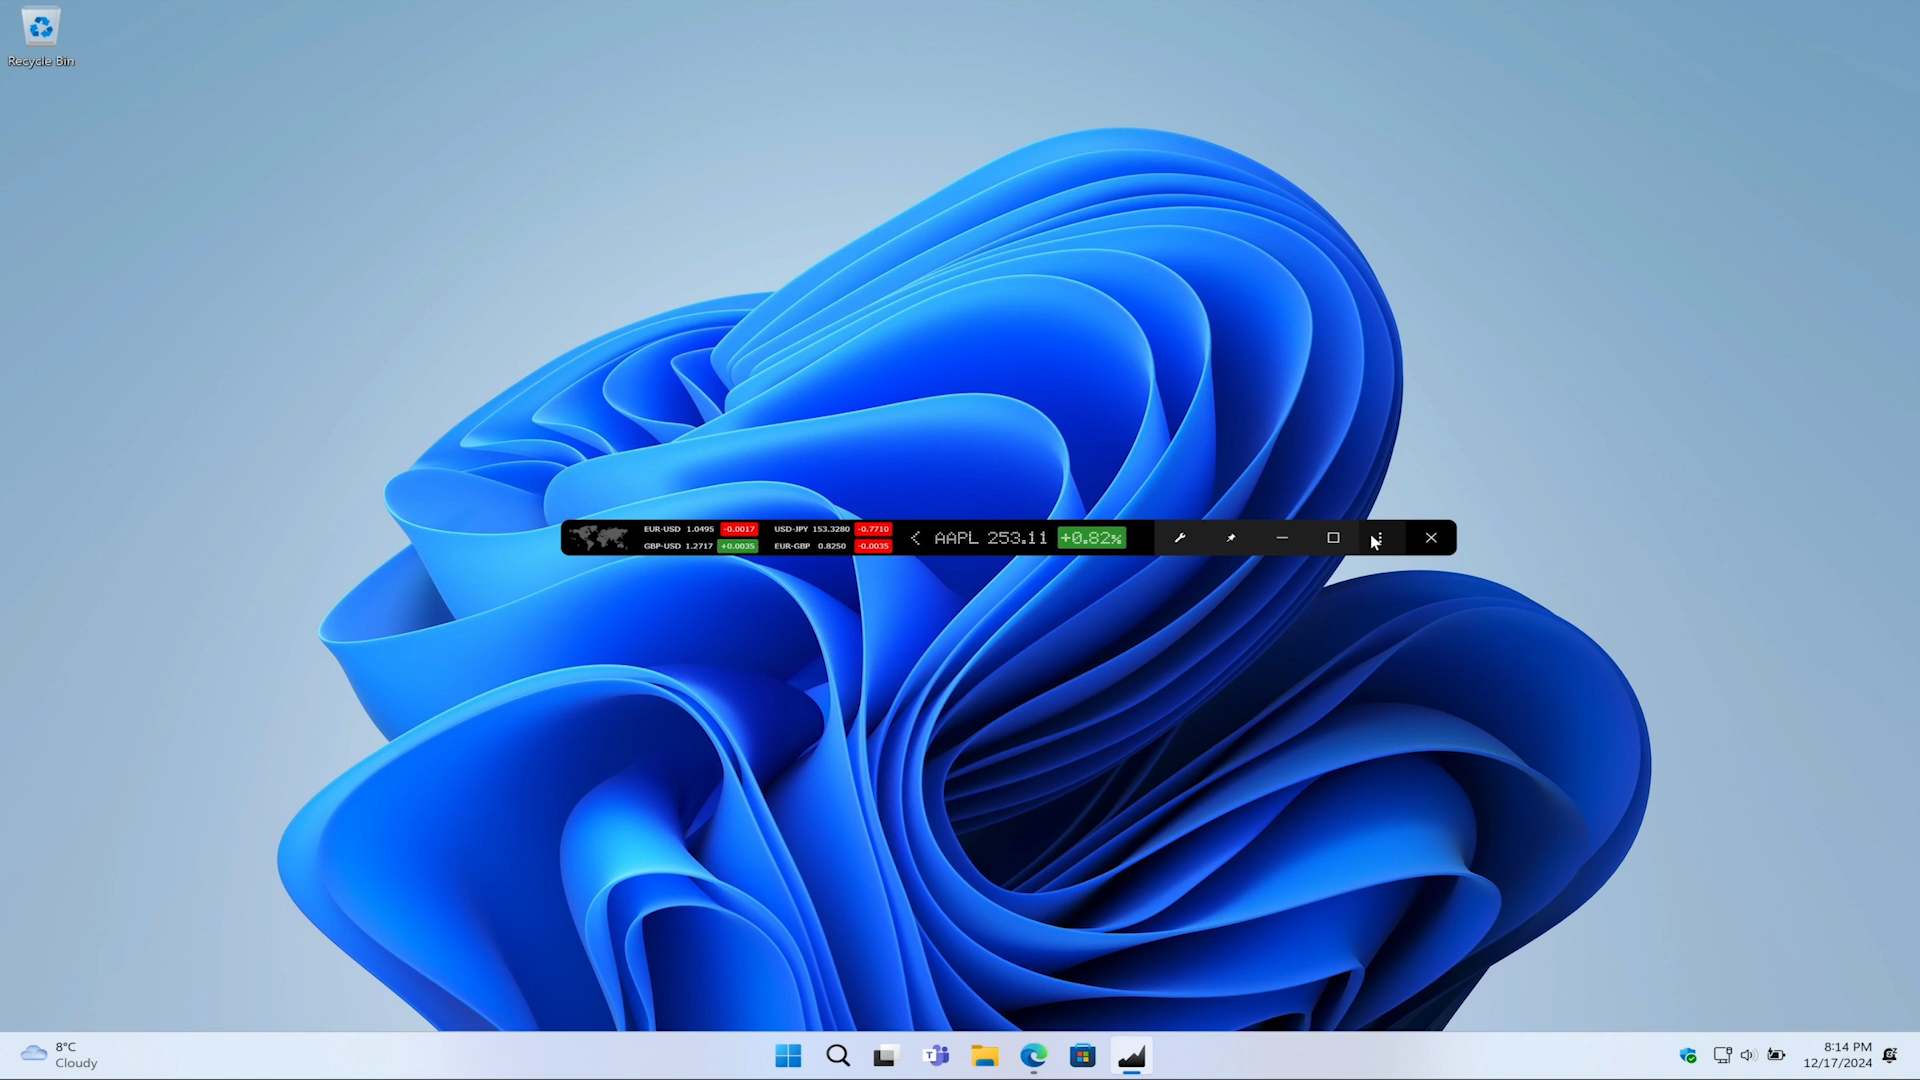 Recycle Bin
EUR-USD 1.0495 -0.0017 USD-JPY 153.3280 -0.7710
GBP-USD 1.2717 +0.0035 EUR-GBP 0.8250 -0.0035
AAPL 253.11 +0.82%
8°C
Cloudy
8:14 PM
12/17/2024